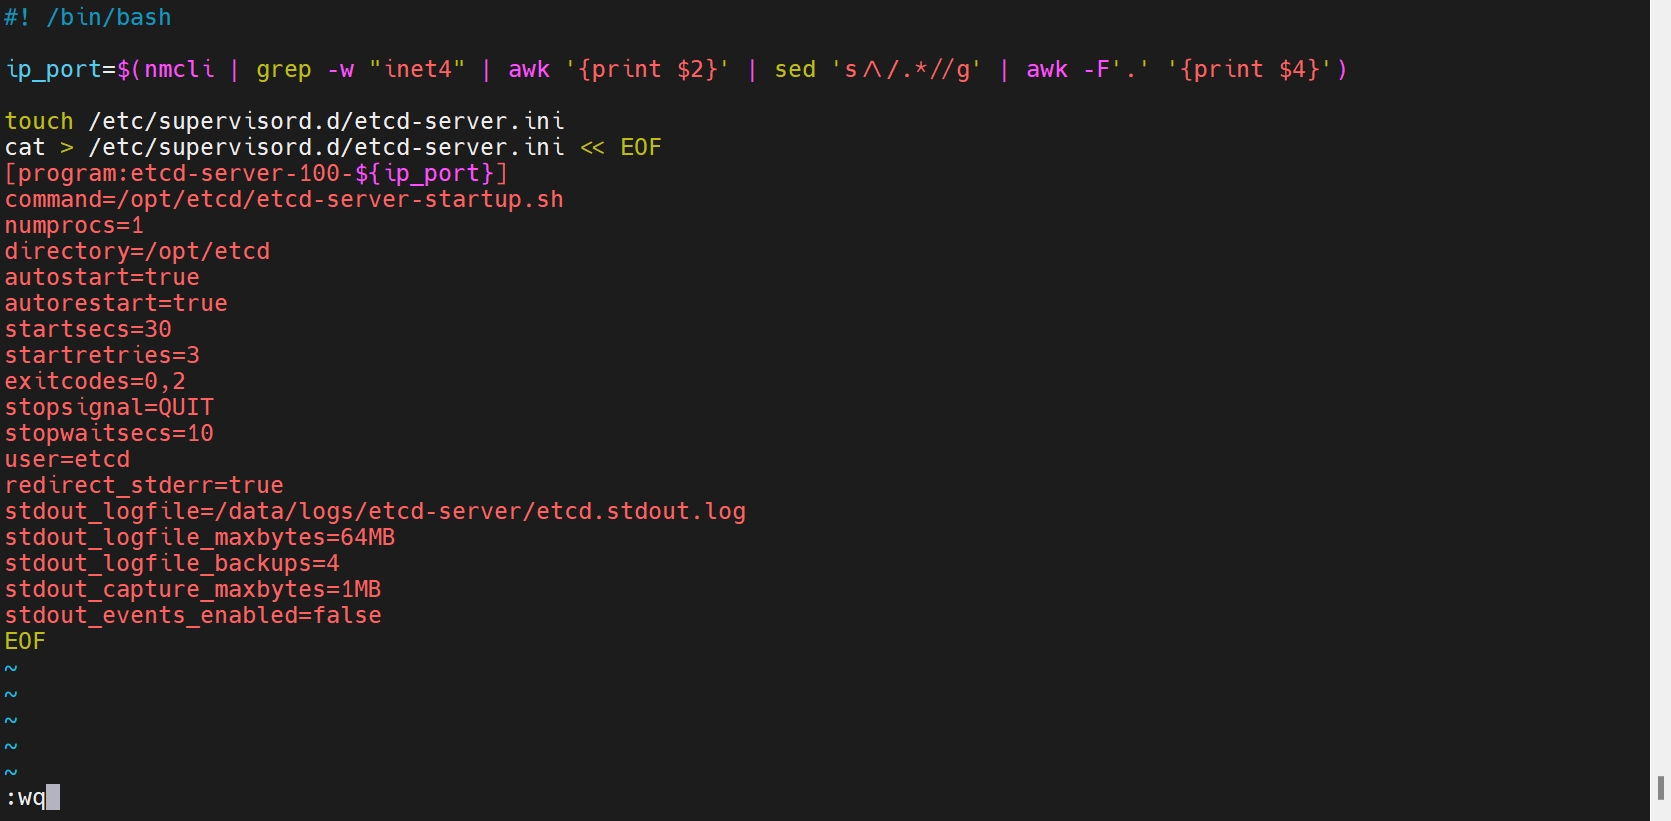 #! /bin/bash

ip_port=$(nmcli | grep -w "inet4" | awk '{print $2}' | sed 's/\/.*//g' | awk -F'.' '{print $4}')

touch /etc/supervisord.d/etcd-server.ini
cat > /etc/supervisord.d/etcd-server.ini << EOF
[program:etcd-server-100-${ip_port}]
command=/opt/etcd/etcd-server-startup.sh
numprocs=1
directory=/opt/etcd
autostart=true
autorestart=true
startsecs=30
startretries=3
exitcodes=0,2
stopsignal=QUIT
stopwaitsecs=10
user=etcd
redirect_stderr=true
stdout_logfile=/data/logs/etcd-server/etcd.stdout.log
stdout_logfile_maxbytes=64MB
stdout_logfile_backups=4
stdout_capture_maxbytes=1MB
stdout_events_enabled=false
EOF
~
~
~
~
~
:wq